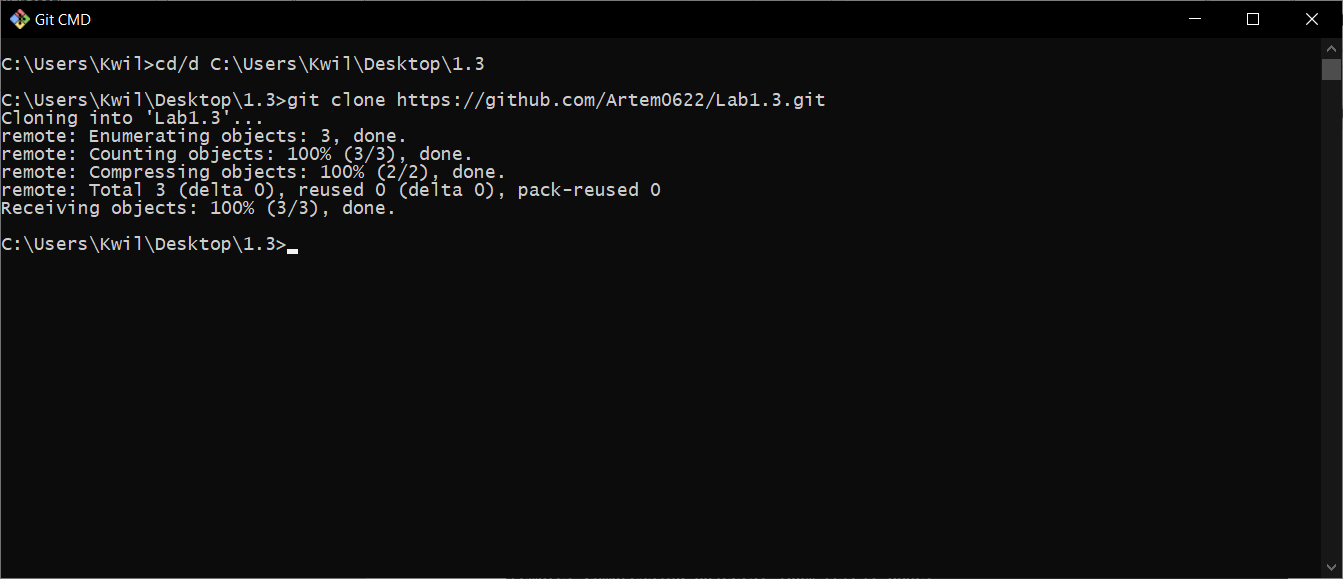 Git CMD
C:\Users\Kwil>cd/d C:\Users\Kwil\Desktop\1.3
C:\Users\Kwil\Desktop\1.3>git clone https://github.com/Artem0622/Lab1.3.git
Cloning into 'Lab1.3'...
remote: Enumerating objects: 3, done.
remote: Counting objects: 100% (3/3), done.
remote: Compressing objects: 100% (2/2), done.
remote: Total 3 (delta 0), reused 0 (delta 0), pack-reused 0
Receiving objects: 100% (3/3), done.
C:\Users\Kwil\Desktop\1.3>